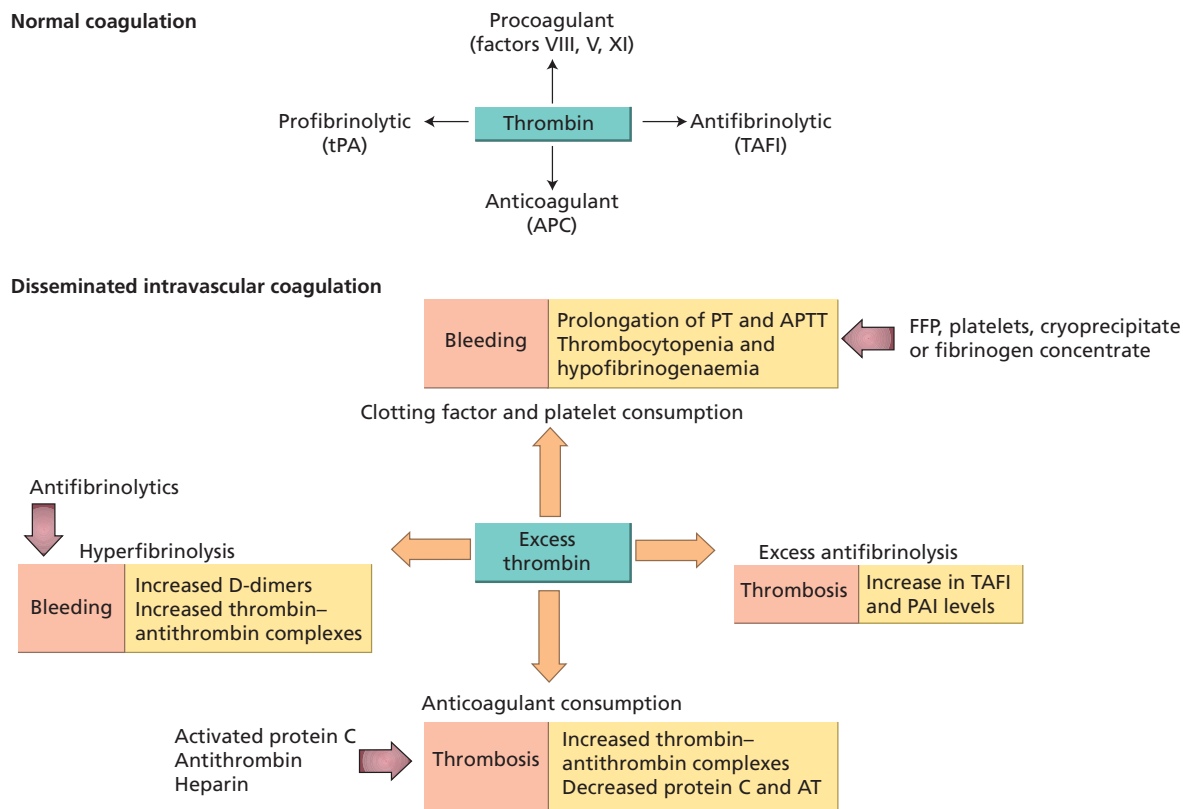 Normal coagulation
Procoagulant
(factors VIII, V, XI)
Profibrinolytic
(tPA)
Thrombin
Antifibrinolytic
(TAFI)
Anticoagulant
(APC)
Disseminated intravascular coagulation
Bleeding
Prolongation of PT and APTT
Thrombocytopenia and
hypofibrinogenaemia
FFP, platelets, cryoprecipitate
or fibrinogen concentrate
Clotting factor and platelet consumption
Antifibrinolytics
Hyperfibrinolysis
Bleeding
Increased D-dimers
Increased thrombin–
antithrombin complexes
Excess
thrombin
Excess antifibrinolysis
Thrombosis
Increase in TAFI
and PAI levels
Anticoagulant consumption
Activated protein C
Antithrombin
Heparin
Thrombosis
Increased thrombin–
antithrombin complexes
Decreased protein C and AT